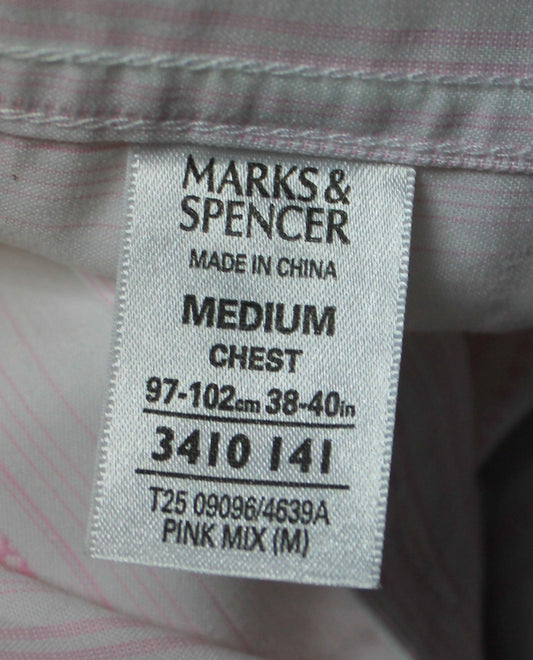 MARKS &
SPENCER
MADE IN CHINA
MEDIUM
CHEST
97-102cm 38-40in
3410 141
T25 09096/4639A
PINK MIX (M)